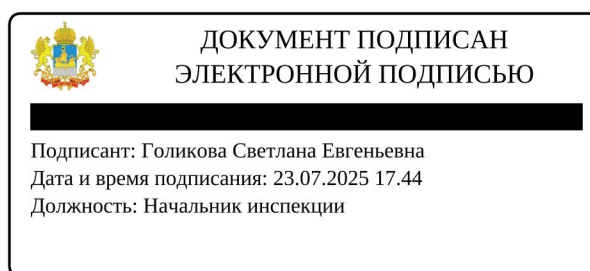 ДОКУМЕНТ ПОДПИСАН
ЭЛЕКТРОННОЙ ПОДПИСЬЮ
Подписант: Голикова Светлана Евгеньевна
Дата и время подписания: 23.07.2025 17.44
Должность: Начальник инспекции